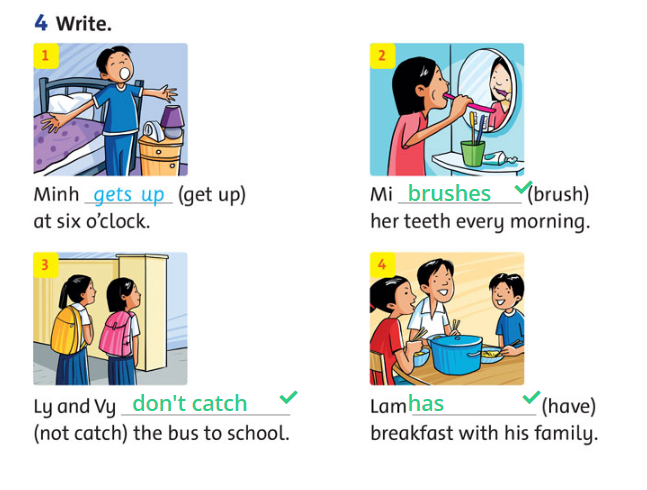 4 Write.
1
2
Minh gets up (get up)
at six o'clock.
Mi brushes (brush)
her teeth every morning.
3
4
Ly and Vy don't catch
(not catch) the bus to school.
Lam has (have)
breakfast with his family.